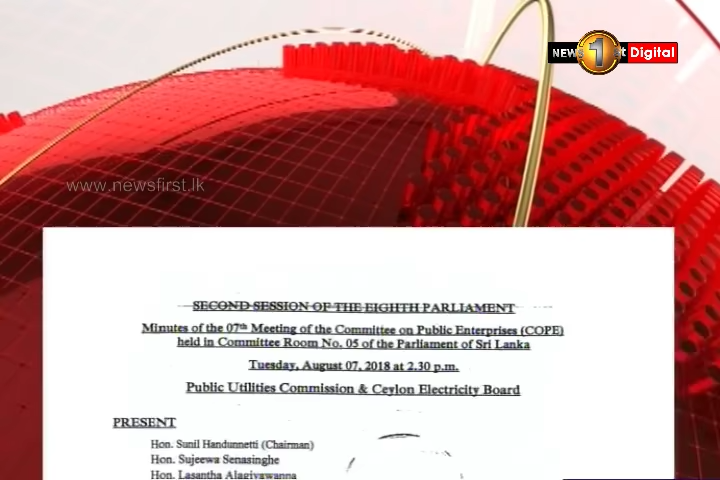 NEWS 1st Digital
www.newsfirst.lk
SECOND SESSION OF THE EIGHTH PARLIAMENT
Minutes of the 07th Meeting of the Committee on Public Enterprises (COPE)
held in Committee Room No. 05 of the Parliament of Sri Lanka
Tuesday, August 07, 2018 at 2.30 p.m.
Public Utilities Commission & Ceylon Electricity Board
PRESENT
Hon. Sunil Handunnetti (Chairman)
Hon. Sujeewa Senasinghe
Hon. Lasantha Alagiyawanna